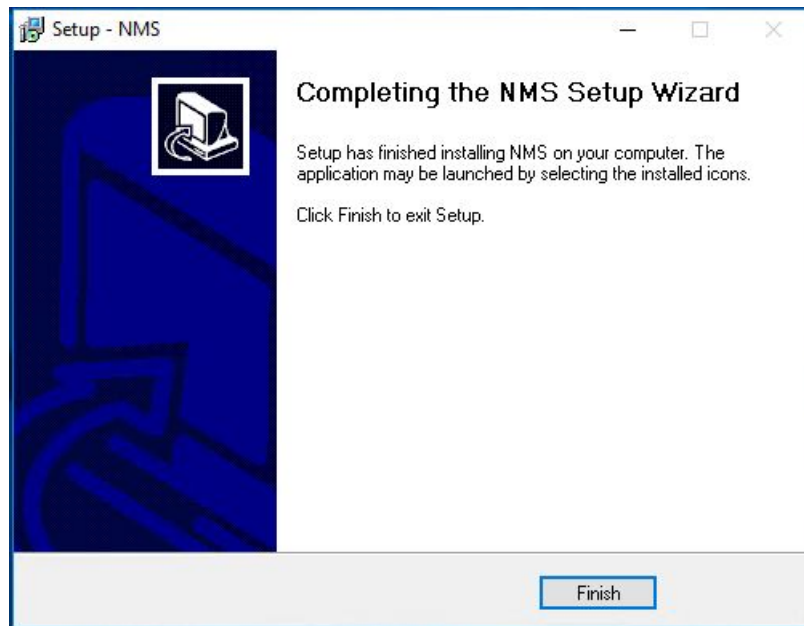 Setup - NMS
Completing the NMS Setup Wizard
Setup has finished installing NMS on your computer. The
application may be launched by selecting the installed icons.
Click Finish to exit Setup.
Finish